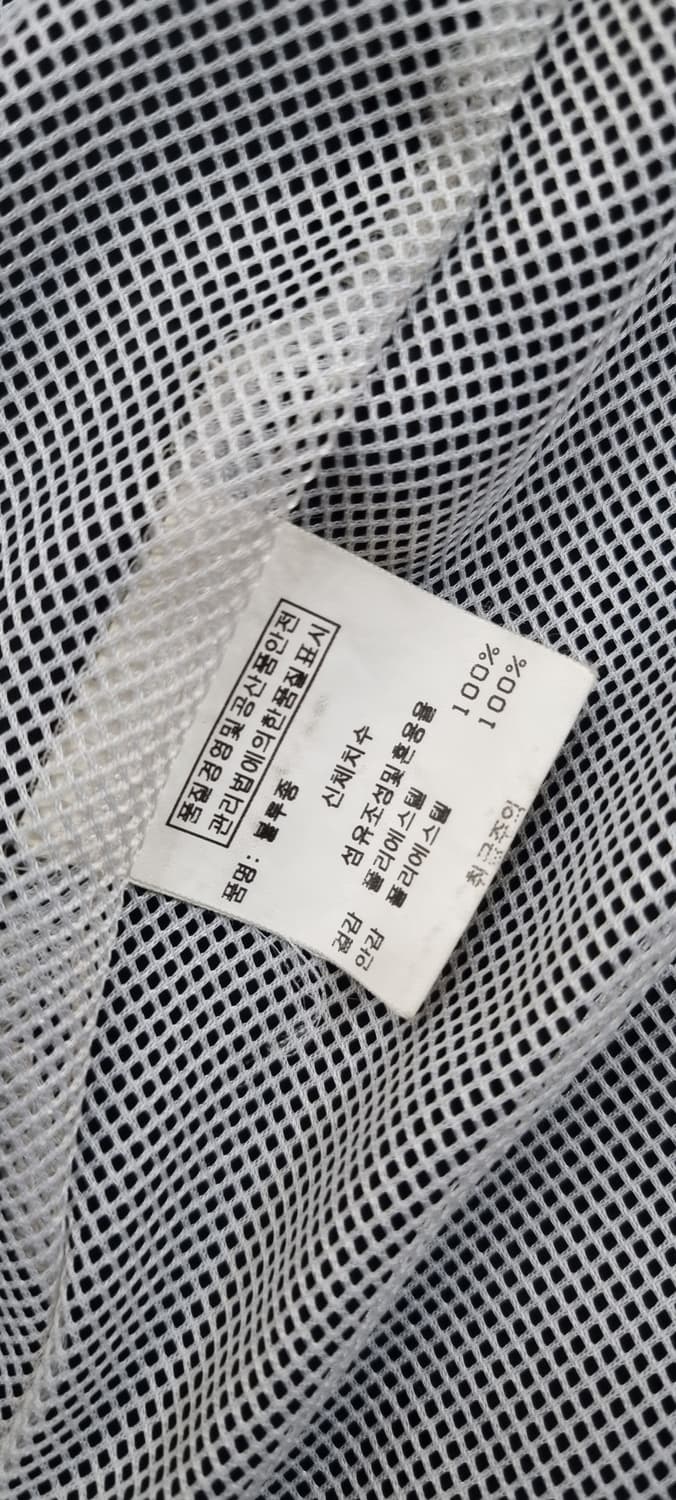 품질경영및공산품안전
관리법에의한품질표시
품명: 블루종
신체치수
섬유조성및혼용율
겉감 폴리에스텔 100%
안감 폴리에스텔 100%
취급주의